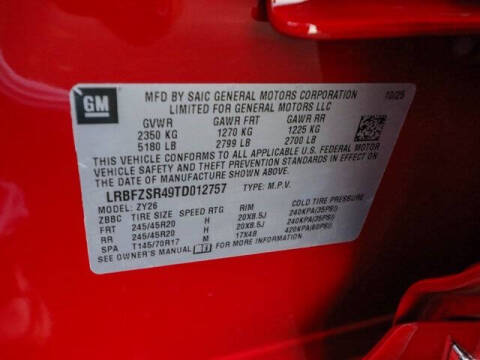 GM
MFD BY SAIC GENERAL MOTORS CORPORATION 10/25
LIMITED FOR GENERAL MOTORS LLC
GVWR GAWR FRT GAWR RR
2350 KG 1270 KG 1225 KG
5180 LB 2799 LB 2700 LB
THIS VEHICLE CONFORMS TO ALL APPLICABLE U.S. FEDERAL MOTOR
VEHICLE SAFETY AND THEFT PREVENTION STANDARDS IN EFFECT
ON THE DATE OF MANUFACTURE SHOWN ABOVE.
LRBFZSR49TD012757 TYPE: M.P.V.
MODEL: ZY26
ZBBC TIRE SIZE SPEED RTG RIM COLD TIRE PRESSURE
FRT 245/45R20 H 20X8.5J 240KPA(35PSI)
RR 245/45R20 H 20X8.5J 240KPA(35PSI)
SPA T145/70R17 M 17X4B 420KPA(60PSI)
SEE OWNER'S MANUAL FOR MORE INFORMATION.